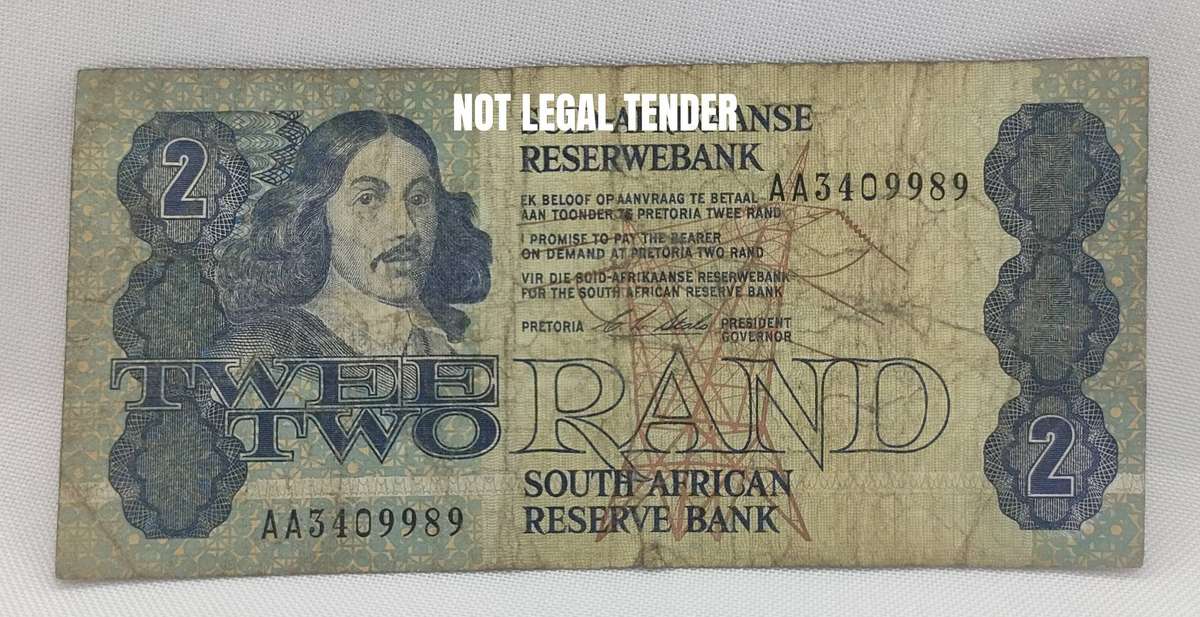 NOT LEGAL TENDER
ANSE
RESERWEBANK
AA3409989
EK BELOOF OP AANVRAAG TE BETAAL
AAN TOONDER TE PRETORIA TWEE RAND
I PROMISE TO PAY THE BEARER
ON DEMAND AT PRETORIA TWO RAND
VIR DIE SUID-AFRIKAANSE RESERWEBANK
FOR THE SOUTH AFRICAN RESERVE BANK
PRETORIA
PRESIDENT
GOVERNOR
2
TWEE
TWO
RAND
2
SOUTH AFRICAN
RESERVE BANK
AA3409989